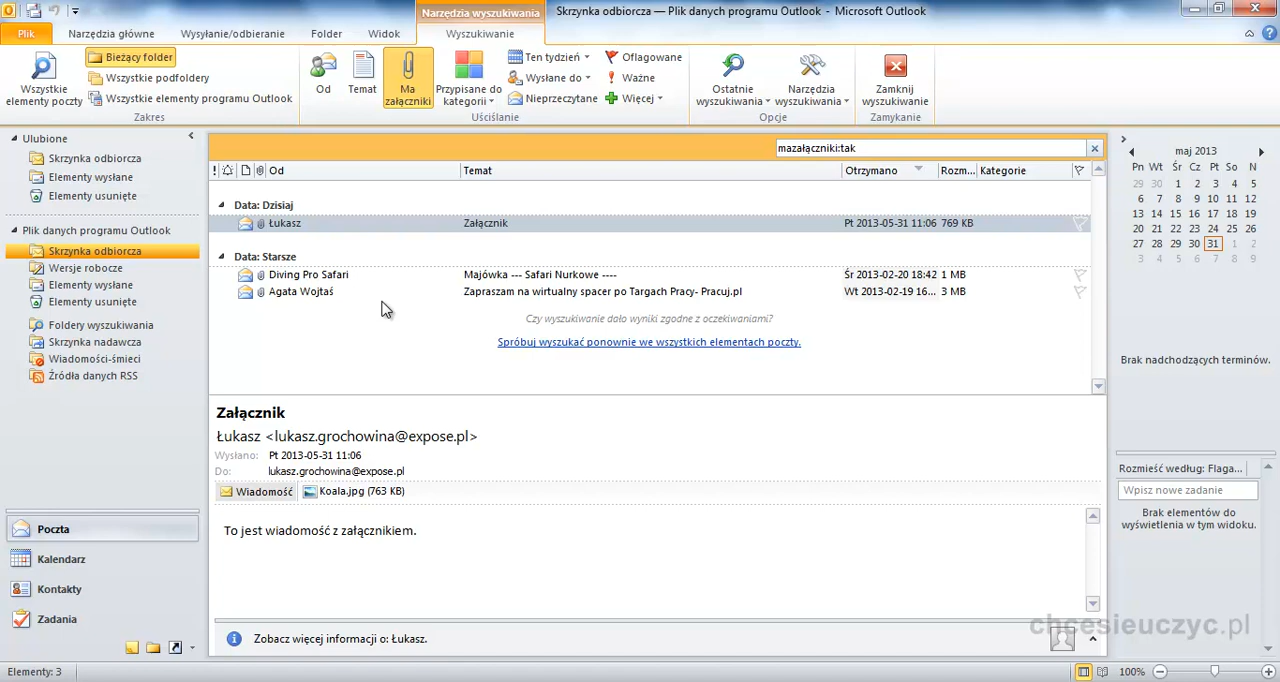 Narzędzia wyszukiwania
Skrzynka odbiorcza — Plik danych programu Outlook - Microsoft Outlook
Plik Narzędzia główne Wysyłanie/odbieranie Folder Widok Wyszukiwanie
Wszystkie elementy poczty
Bieżący folder
Wszystkie podfoldery
Wszystkie elementy programu Outlook
Zakres
Od
Temat
Ma załączniki
Przypisane do kategorii
Ten tydzień
Wysłane do
Nieprzeczytane
Oflagowane
Ważne
Więcej
Uściślanie
Ostatnie wyszukiwania
Narzędzia wyszukiwania
Opcje
Zamknij wyszukiwanie
Zamykanie
Ulubione
Skrzynka odbiorcza
Elementy wysłane
Elementy usunięte
Plik danych programu Outlook
Skrzynka odbiorcza
Wersje robocze
Elementy wysłane
Elementy usunięte
Foldery wyszukiwania
Skrzynka nadawcza
Wiadomości-śmieci
Źródła danych RSS
Poczta
Kalendarz
Kontakty
Zadania
mazałączniki:tak
! Od Temat Otrzymano Rozm... Kategorie
Data: Dzisiaj
Łukasz Załącznik Pt 2013-05-31 11:06 769 KB
Data: Starsze
Diving Pro Safari Majówka --- Safari Nurkowe ---- Śr 2013-02-20 18:42 1 MB
Agata Wojtaś Zapraszam na wirtualny spacer po Targach Pracy- Pracuj.pl Wt 2013-02-19 16... 3 MB
Czy wyszukiwanie dało wyniki zgodne z oczekiwaniami?
Spróbuj wyszukać ponownie we wszystkich elementach poczty.
Załącznik
Łukasz <lukasz.grochowina@expose.pl>
Wysłano: Pt 2013-05-31 11:06
Do: lukasz.grochowina@expose.pl
Wiadomość Koala.jpg (763 KB)
To jest wiadomość z załącznikiem.
Zobacz więcej informacji o: Łukasz.
maj 2013
Pn Wt Śr Cz Pt So N
29 30 1 2 3 4 5
6 7 8 9 10 11 12
13 14 15 16 17 18 19
20 21 22 23 24 25 26
27 28 29 30 31 1 2
3 4 5 6 7 8 9
Brak nadchodzących terminów.
Rozmieść według: Flaga...
Wpisz nowe zadanie
Brak elementów do
wyświetlenia w tym widoku.
chcesieuczyc.pl
Elementy: 3
100%